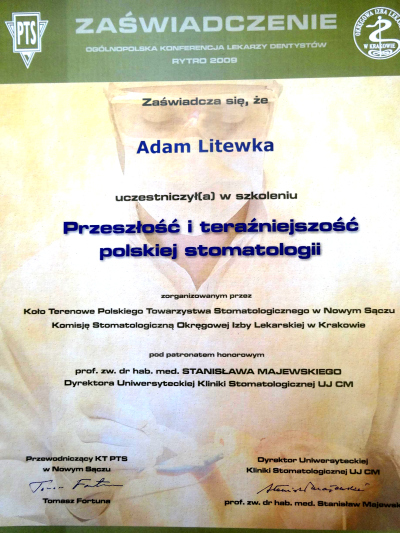 PTS
ZAŚWIADCZENIE
OGÓLNOPOLSKA KONFERENCJA LEKARZY DENTYSTÓW
RYTRO 2009
OKRĘGOWA IZBA LEKA
W KRAKOWIE
Zaświadcza się, że
Adam Litewka
uczestniczył(a) w szkoleniu
Przeszłość i teraźniejszość
polskiej stomatologii
zorganizowanym przez
Koło Terenowe Polskiego Towarzystwa Stomatologicznego w Nowym Sączu
Komisję Stomatologiczną Okręgowej Izby Lekarskiej w Krakowie
pod patronatem honorowym
prof. zw. dr hab. med. STANISŁAWA MAJEWSKIEGO
Dyrektora Uniwersyteckiej Kliniki Stomatologicznej UJ CM
Przewodniczący KT PTS
w Nowym Sączu
Tomasz Fortuna
Dyrektor Uniwersyteckiej
Kliniki Stomatologicznej UJ CM
prof. zw. dr hab. med. Stanisław Majews